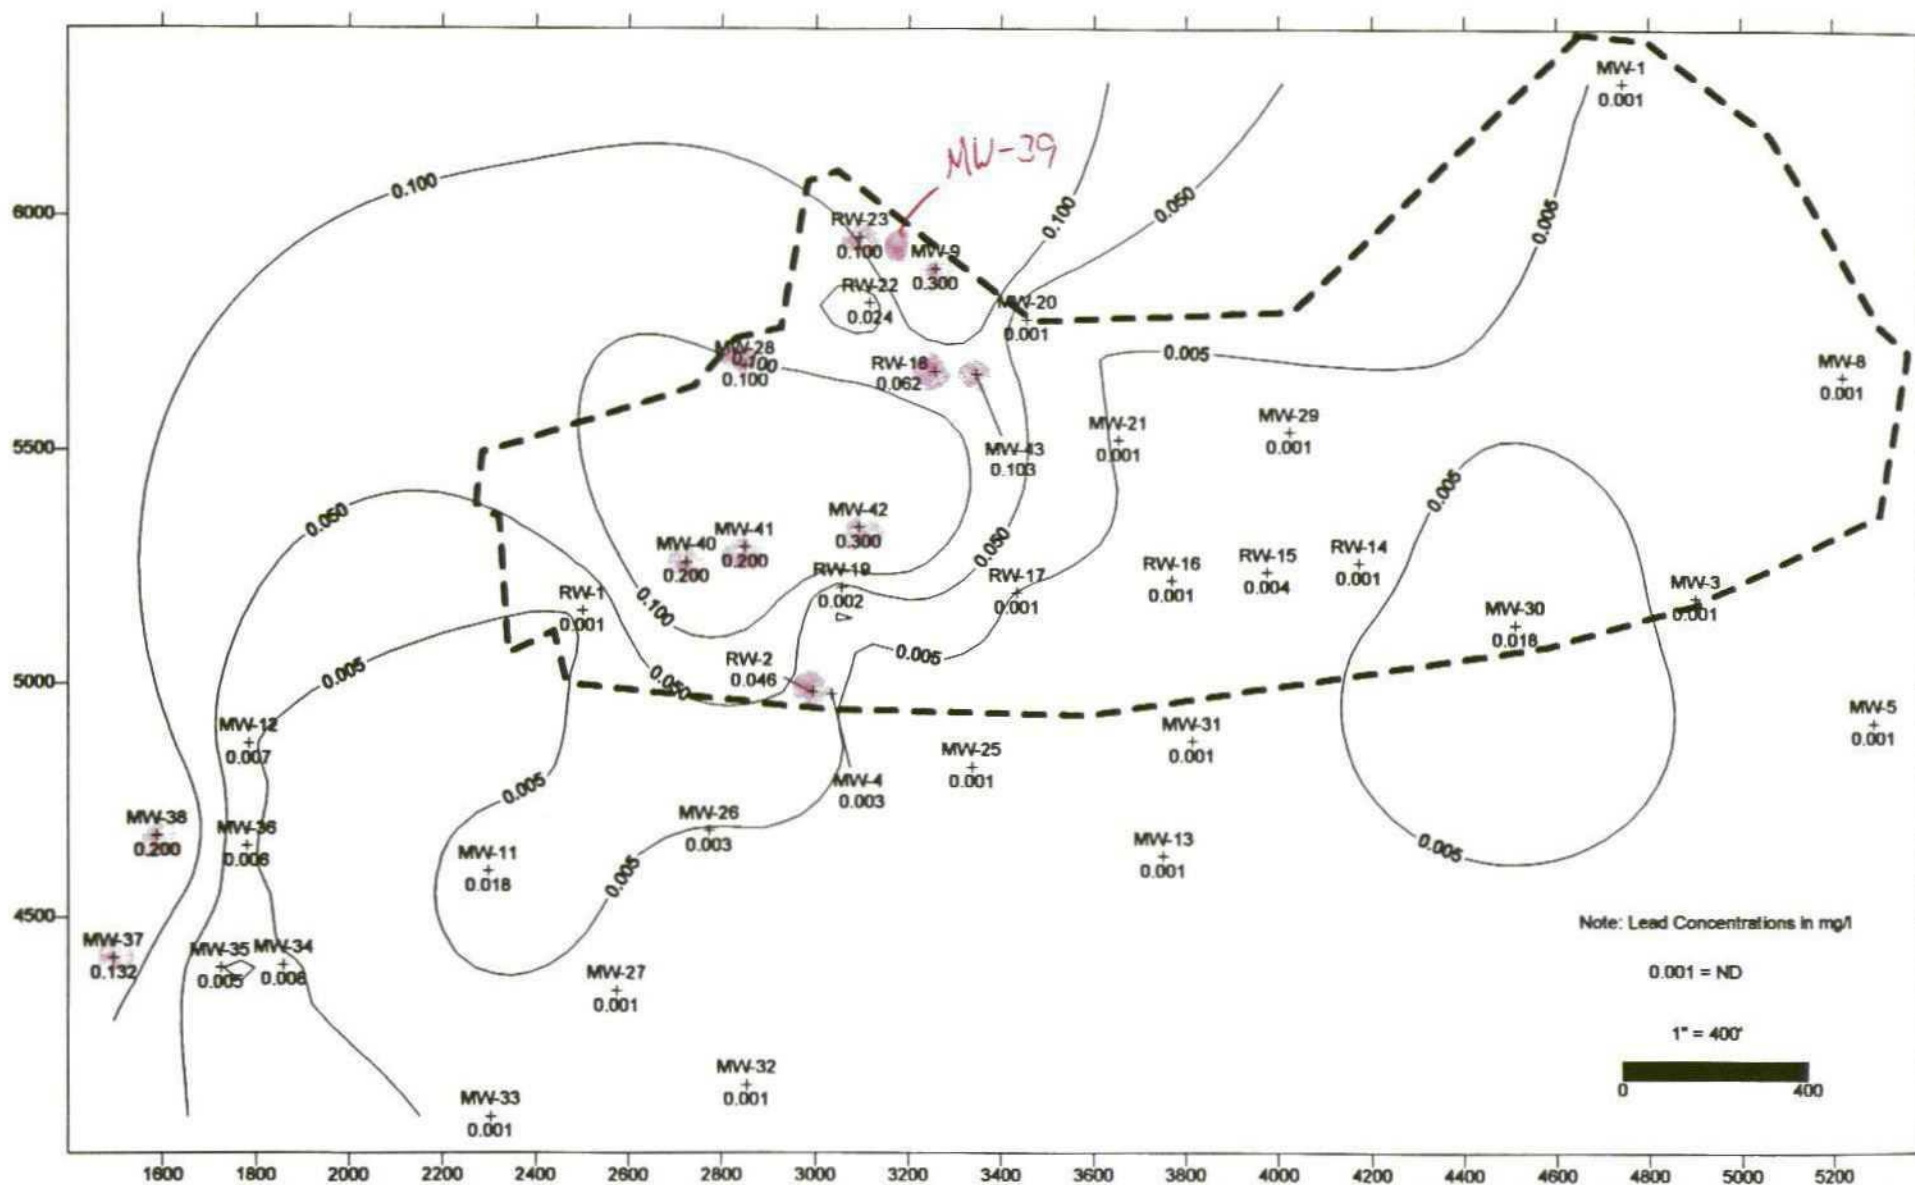 MW-1
0.001
MW-39
0.100
0.050
0.100
0.005
6000
RW-23
0.100
MW-9
0.300
RW-22
0.024
MW-20
0.001
MW-28
0.100
0.100
RW-18
0.062
0.005
MW-8
0.001
5500
MW-43
0.103
MW-21
0.001
MW-29
0.001
0.005
0.050
MW-42
0.300
MW-41
0.200
MW-40
0.200
0.050
RW-19
0.002
RW-17
0.001
RW-16
0.001
RW-15
0.004
RW-14
0.001
MW-3
0.001
RW-1
0.001
0.100
MW-30
0.018
5000
0.005
RW-2
0.046
0.050
0.005
MW-12
0.007
MW-31
0.001
MW-5
0.001
MW-25
0.001
0.005
MW-4
0.003
MW-38
0.200
MW-36
0.006
MW-26
0.003
MW-13
0.001
0.005
MW-11
0.018
0.005
4500
Note: Lead Concentrations in mg/l
MW-37
0.132
MW-35
0.005
MW-34
0.008
MW-27
0.001
0.001 = ND
1" = 400'
MW-32
0.001
0 400
MW-33
0.001
1600 1800 2000 2200 2400 2600 2800 3000 3200 3400 3600 3800 4000 4200 4400 4600 4800 5000 5200